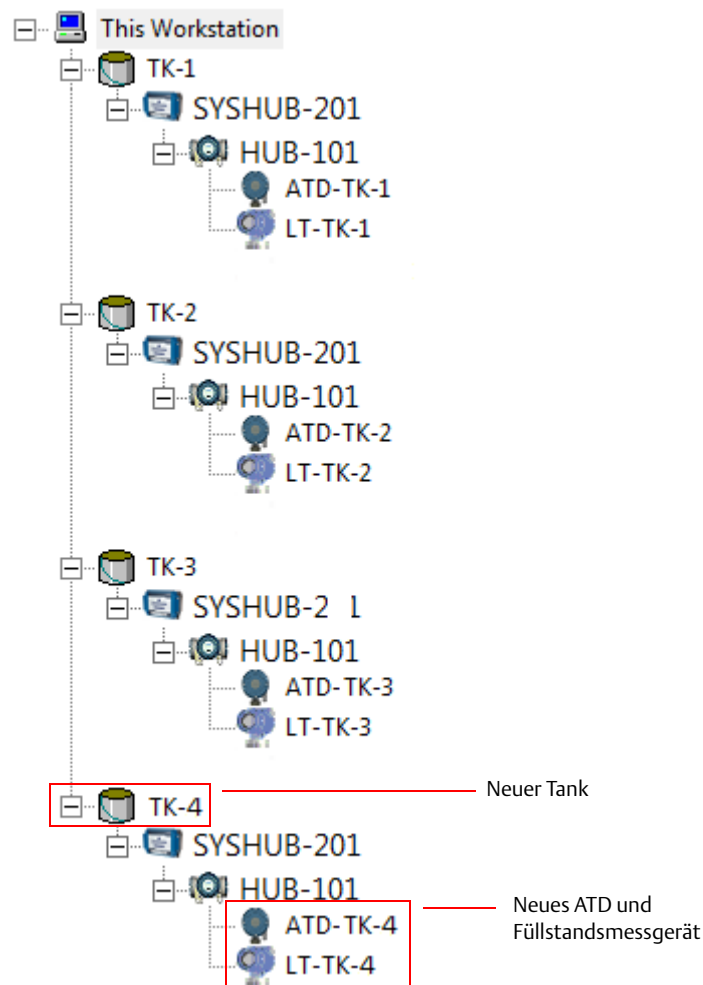 This Workstation
TK-1
SYSHUB-201
HUB-101
ATD-TK-1
LT-TK-1
TK-2
SYSHUB-201
HUB-101
ATD-TK-2
LT-TK-2
TK-3
SYSHUB-2 1
HUB-101
ATD-TK-3
LT-TK-3
TK-4
Neuer Tank
SYSHUB-201
HUB-101
ATD-TK-4
LT-TK-4
Neues ATD und
Füllstandsmessgerät